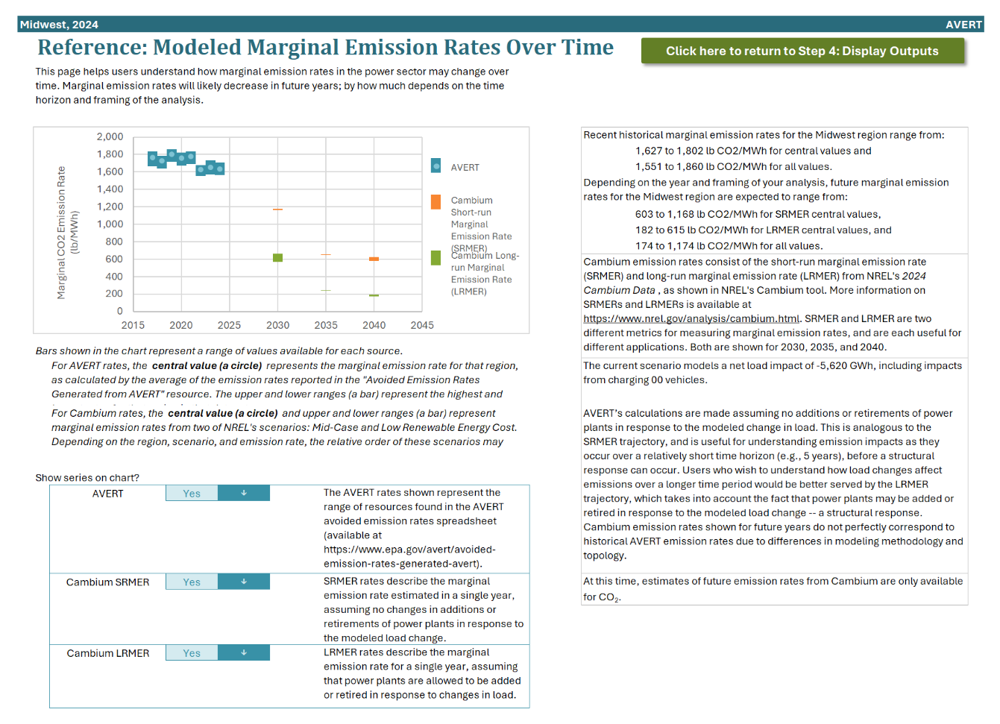 Midwest, 2024
AVERT
Reference: Modeled Marginal Emission Rates Over Time
Click here to return to Step 4: Display Outputs
This page helps users understand how marginal emission rates in the power sector may change over
time. Marginal emission rates will likely decrease in future years; by how much depends on the time
horizon and framing of the analysis.
Marginal CO2 Emission Rate
(lb/MWh)
2,000
1,800
1,600
1,400
1,200
1,000
800
600
400
200
0
2015
2020
2025
2030
2035
2040
2045
AVERT
Cambium
Short-run
Marginal
Emission Rate
(SRMER)
Cambium Long-
run Marginal
Emission Rate
(LRMER)
Bars shown in the chart represent a range of values available for each source.
For AVERT rates, the central value (a circle) represents the marginal emission rate for that region,
as calculated by the average of the emission rates reported in the "Avoided Emission Rates
Generated from AVERT" resource. The upper and lower ranges (a bar) represent the highest and
For Cambium rates, the central value (a circle) and upper and lower ranges (a bar) represent
marginal emission rates from two of NREL's scenarios: Mid-Case and Low Renewable Energy Cost.
Depending on the region, scenario, and emission rate, the relative order of these scenarios may
Show series on chart?
AVERT
Yes
↓
The AVERT rates shown represent the
range of resources found in the AVERT
avoided emission rates spreadsheet
(available at
https://www.epa.gov/avert/avoided-
emission-rates-generated-avert).
Cambium SRMER
Yes
↓
SRMER rates describe the marginal
emission rate estimated in a single year,
assuming no changes in additions or
retirements of power plants in response to
the modeled load change.
Cambium LRMER
Yes
↓
LRMER rates describe the marginal
emission rate for a single year, assuming
that power plants are allowed to be added
or retired in response to changes in load.
Recent historical marginal emission rates for the Midwest region range from:
1,627 to 1,802 lb CO2/MWh for central values and
1,551 to 1,860 lb CO2/MWh for all values.
Depending on the year and framing of your analysis, future marginal emission
rates for the Midwest region are expected to range from:
603 to 1,168 lb CO2/MWh for SRMER central values,
182 to 615 lb CO2/MWh for LRMER central values, and
174 to 1,174 lb CO2/MWh for all values.
Cambium emission rates consist of the short-run marginal emission rate
(SRMER) and long-run marginal emission rate (LRMER) from NREL's 2024
Cambium Data , as shown in NREL's Cambium tool. More information on
SRMERs and LRMERs is available at
https://www.nrel.gov/analysis/cambium.html. SRMER and LRMER are two
different metrics for measuring marginal emission rates, and are each useful for
different applications. Both are shown for 2030, 2035, and 2040.
The current scenario models a net load impact of -5,620 GWh, including impacts
from charging 00 vehicles.
AVERT's calculations are made assuming no additions or retirements of power
plants in response to the modeled change in load. This is analogous to the
SRMER trajectory, and is useful for understanding emission impacts as they
occur over a relatively short time horizon (e.g., 5 years), before a structural
response can occur. Users who wish to understand how load changes affect
emissions over a longer time period would be better served by the LRMER
trajectory, which takes into account the fact that power plants may be added or
retired in response to the modeled load change -- a structural response.
Cambium emission rates shown for future years do not perfectly correspond to
historical AVERT emission rates due to differences in modeling methodology and
topology.
At this time, estimates of future emission rates from Cambium are only available
for CO₂.